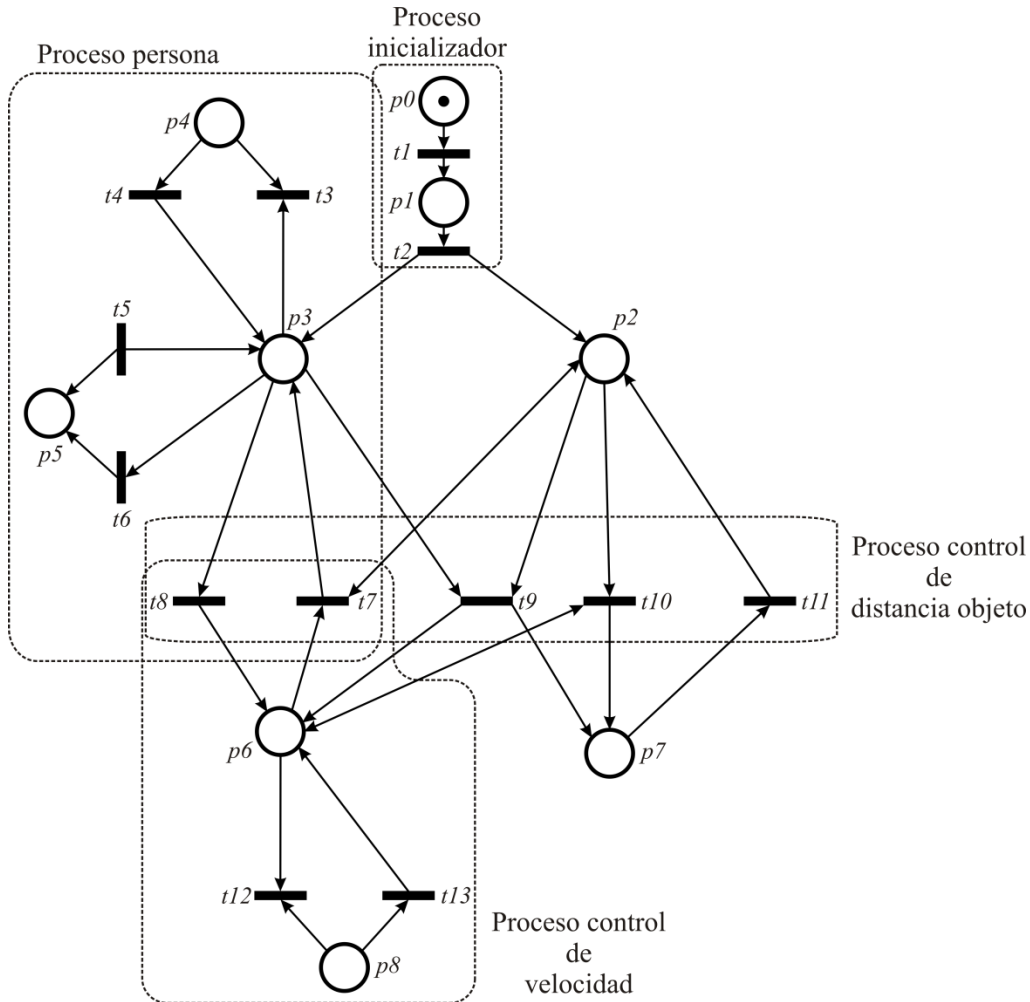 Proceso
inicializador
Proceso persona
p0
p4
t1
t4
t3
p1
t2
t5
p3
p2
p5
t6
Proceso control
de
distancia objeto
t8
t7
t9
t10
t11
p6
p7
t12
t13
Proceso control
de
velocidad
p8